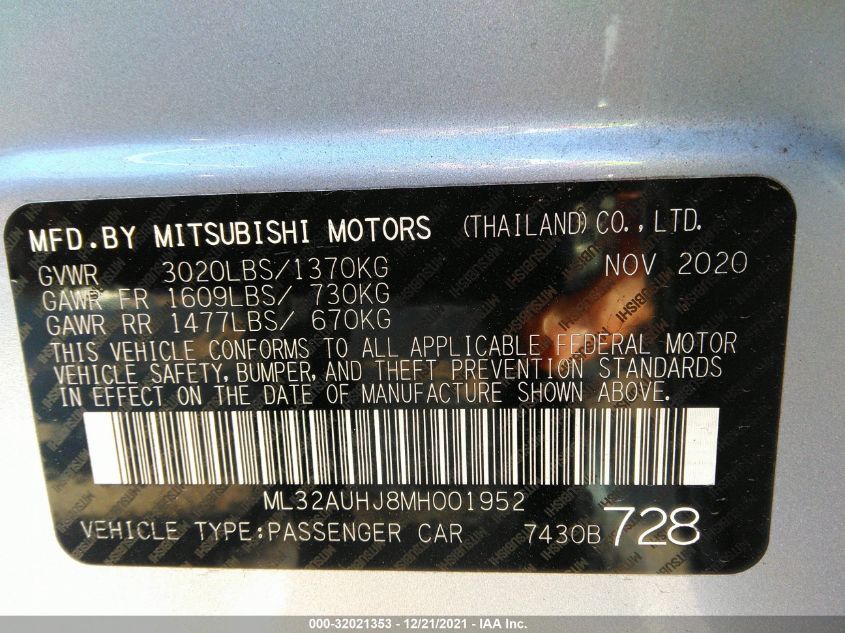 MFD.BY MITSUBISHI MOTORS (THAILAND) CO., LTD.
GVWR 3020LBS/1370KG NOV 2020
GAWR FR 1609LBS/ 730KG
GAWR RR 1477LBS/ 670KG
THIS VEHICLE CONFORMS TO ALL APPLICABLE FEDERAL MOTOR
VEHICLE SAFETY, BUMPER, AND THEFT PREVENTION STANDARDS
IN EFFECT ON THE DATE OF MANUFACTURE SHOWN ABOVE.
ML32AUHJ8MH001952
VEHICLE TYPE:PASSENGER CAR 7430B 728
000-32021353 - 12/21/2021 - IAA Inc.